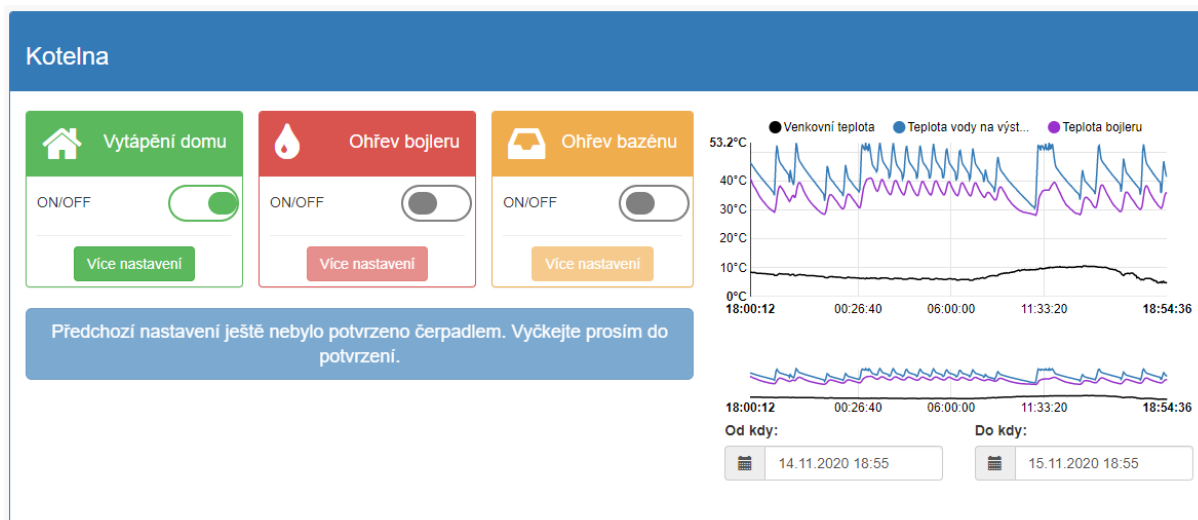 Kotelna
Vytápění domu
ON/OFF
Více nastavení
Ohřev bojleru
ON/OFF
Více nastavení
Ohřev bazénu
ON/OFF
Více nastavení
Předchozí nastavení ještě nebylo potvrzeno čerpadlem. Vyčkejte prosím do
potvrzení.
Venkovní teplota Teplota vody na výst... Teplota bojleru
53.2°C
40°C
30°C
20°C
10°C
0°C
18:00:12 00:26:40 06:00:00 11:33:20 18:54:36
18:00:12 00:26:40 06:00:00 11:33:20 18:54:36
Od kdy: Do kdy:
14.11.2020 18:55 15.11.2020 18:55